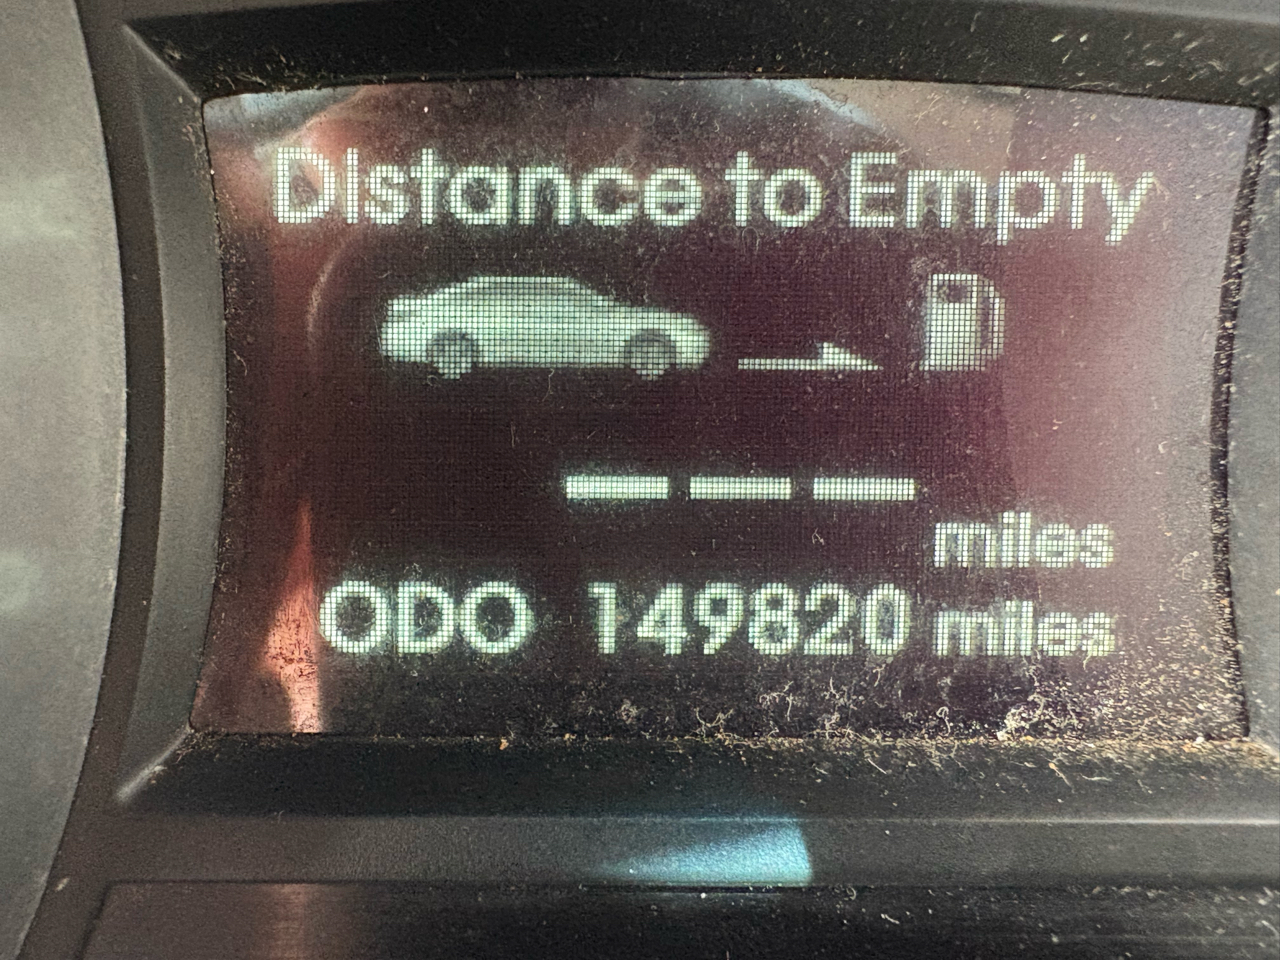 Distance to Empty
--- miles
ODO 149820 miles